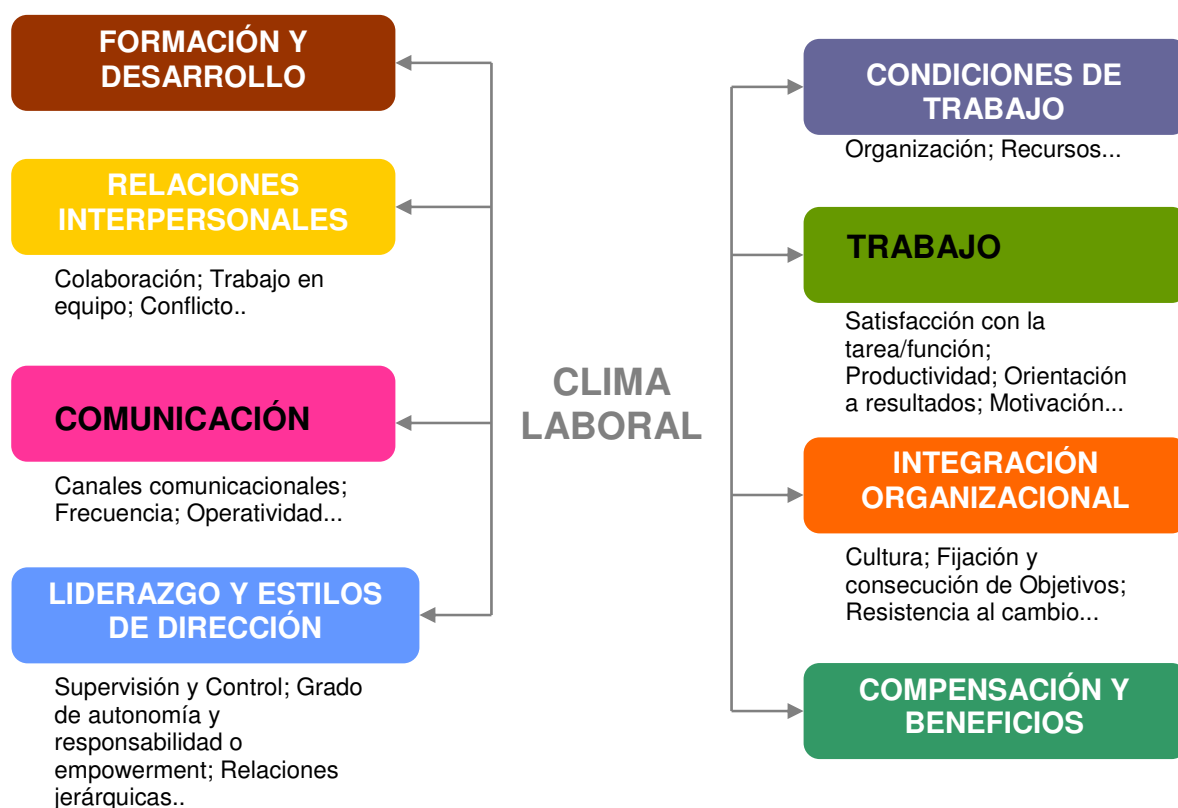 FORMACIÓN Y
DESARROLLO
RELACIONES
INTERPERSONALES
Colaboración; Trabajo en
equipo; Conflicto..
COMUNICACIÓN
Canales comunicacionales;
Frecuencia; Operatividad...
LIDERAZGO Y ESTILOS
DE DIRECCIÓN
Supervisión y Control; Grado
de autonomía y
responsabilidad o
empowerment; Relaciones
jerárquicas..
CLIMA
LABORAL
CONDICIONES DE
TRABAJO
Organización; Recursos...
TRABAJO
Satisfacción con la
tarea/función;
Productividad; Orientación
a resultados; Motivación...
INTEGRACIÓN
ORGANIZACIONAL
Cultura; Fijación y
consecución de Objetivos;
Resistencia al cambio...
COMPENSACIÓN Y
BENEFICIOS